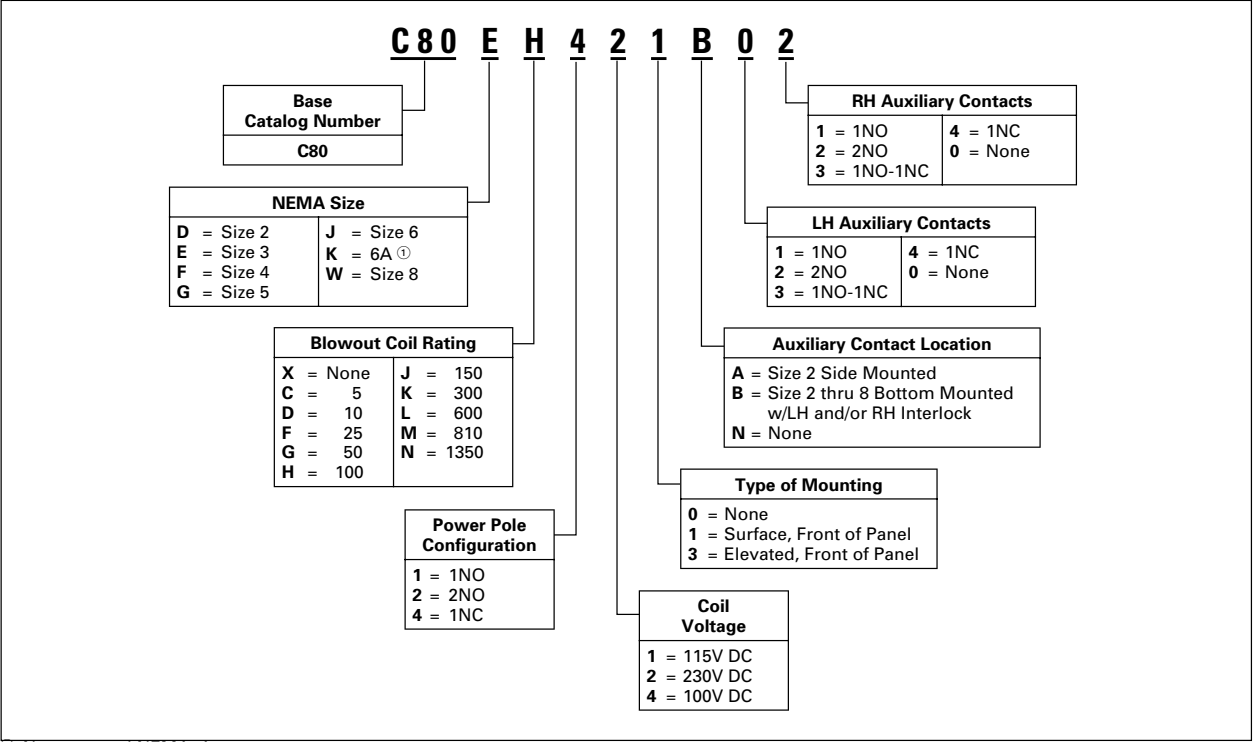 C80 E H 4 2 1 B 0 2
Base
Catalog Number
C80
NEMA Size
D = Size 2
E = Size 3
F = Size 4
G = Size 5
J = Size 6
K = 6A ①
W = Size 8
Blowout Coil Rating
X = None
C = 5
D = 10
F = 25
G = 50
H = 100
J = 150
K = 300
L = 600
M = 810
N = 1350
Power Pole
Configuration
1 = 1NO
2 = 2NO
4 = 1NC
Coil
Voltage
1 = 115V DC
2 = 230V DC
4 = 100V DC
Type of Mounting
0 = None
1 = Surface, Front of Panel
3 = Elevated, Front of Panel
Auxiliary Contact Location
A = Size 2 Side Mounted
B = Size 2 thru 8 Bottom Mounted
w/LH and/or RH Interlock
N = None
LH Auxiliary Contacts
1 = 1NO
2 = 2NO
3 = 1NO-1NC
4 = 1NC
0 = None
RH Auxiliary Contacts
1 = 1NO
2 = 2NO
3 = 1NO-1NC
4 = 1NC
0 = None